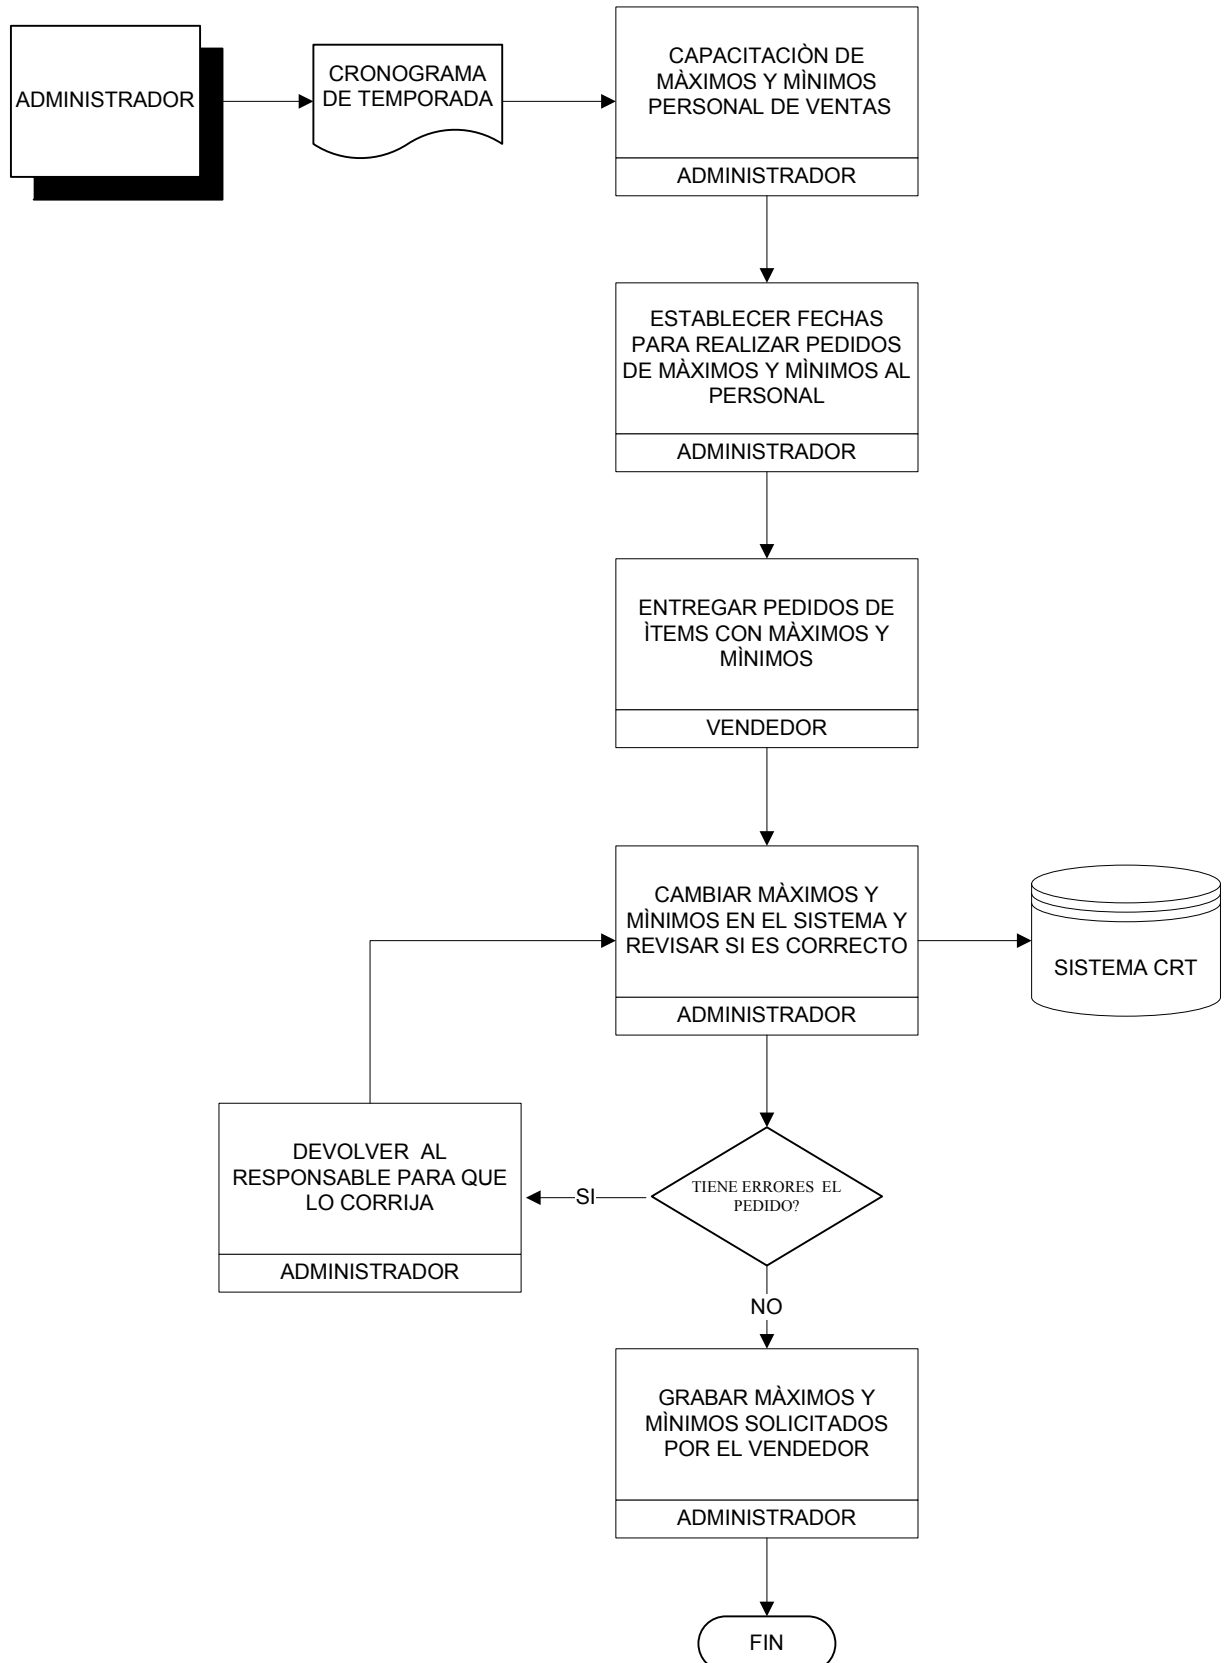 ADMINISTRADOR
CRONOGRAMA
DE TEMPORADA
CAPACITACIÒN DE
MÀXIMOS Y MÌNIMOS
PERSONAL DE VENTAS
ADMINISTRADOR
ESTABLECER FECHAS
PARA REALIZAR PEDIDOS
DE MÀXIMOS Y MÌNIMOS AL
PERSONAL
ADMINISTRADOR
ENTREGAR PEDIDOS DE
ÌTEMS CON MÀXIMOS Y
MÌNIMOS
VENDEDOR
CAMBIAR MÀXIMOS Y
MÌNIMOS EN EL SISTEMA Y
REVISAR SI ES CORRECTO
ADMINISTRADOR
SISTEMA CRT
TIENE ERRORES EL
PEDIDO?
SI
DEVOLVER AL
RESPONSABLE PARA QUE
LO CORRIJA
ADMINISTRADOR
NO
GRABAR MÀXIMOS Y
MÌNIMOS SOLICITADOS
POR EL VENDEDOR
ADMINISTRADOR
FIN